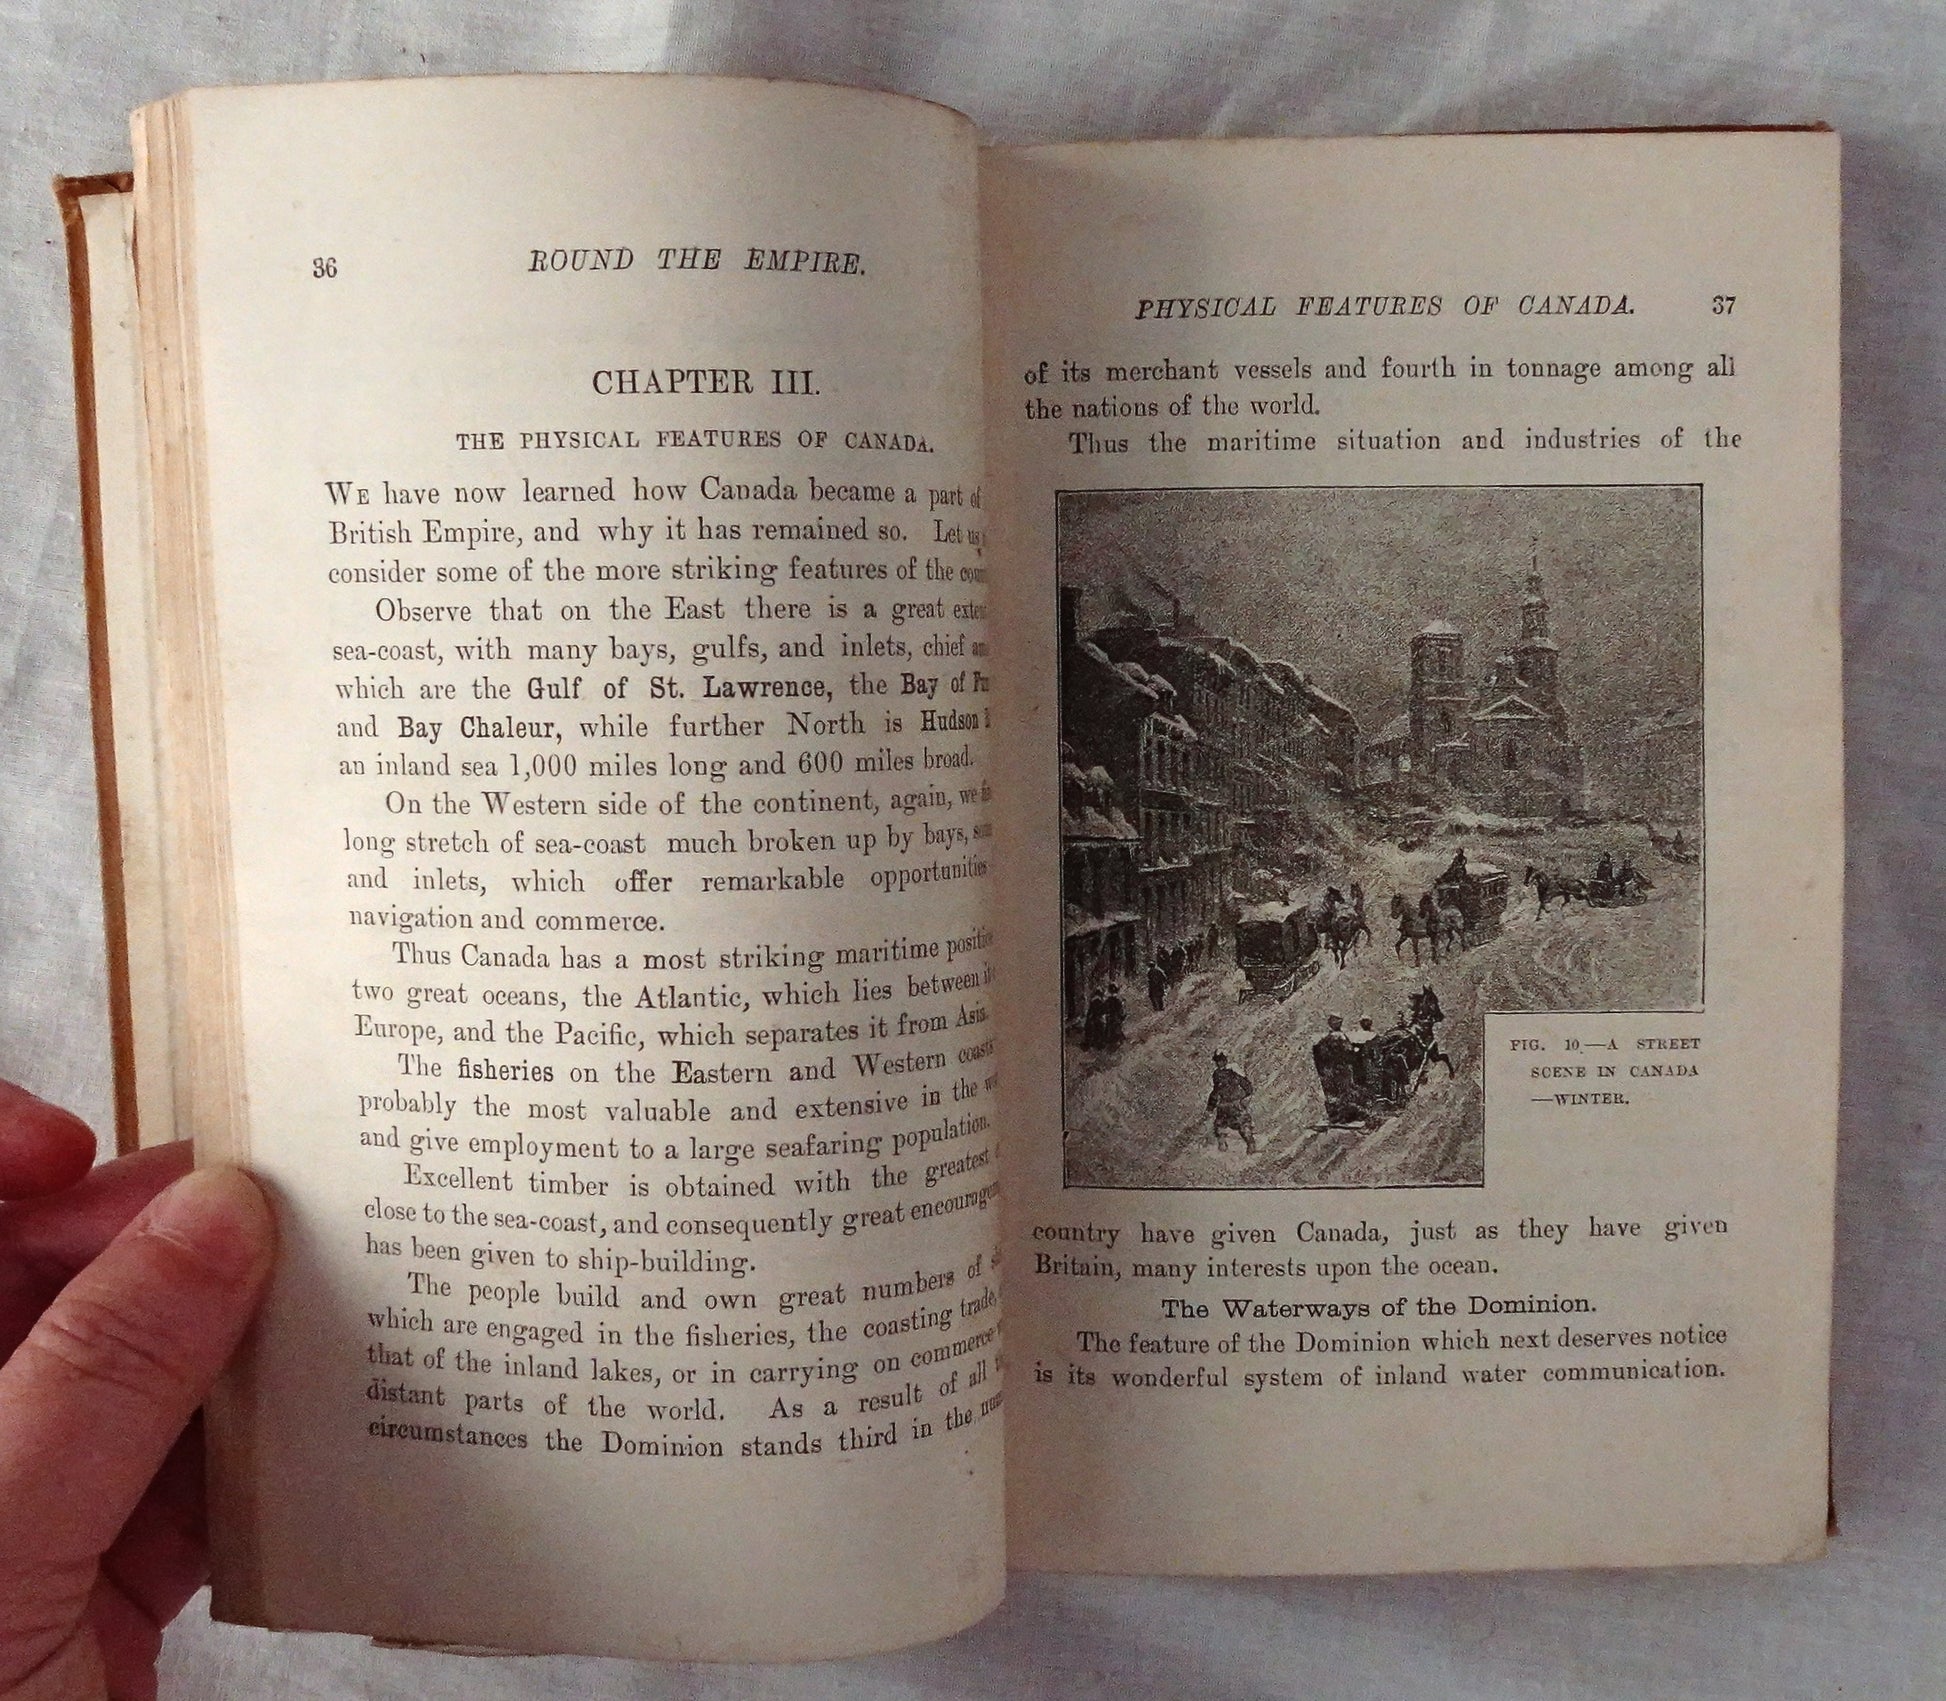 36 ROUND THE EMPIRE.
CHAPTER III.
THE PHYSICAL FEATURES OF CANADA.
WE have now learned how Canada became a part of
British Empire, and why it has remained so. Let us
consider some of the more striking features of the
Observe that on the East there is a great
sea-coast, with many bays, gulfs, and inlets, chief
which are the Gulf of St. Lawrence, the Bay of
and Bay Chaleur, while further North is Hudson
an inland sea 1,000 miles long and 600 miles broad.
On the Western side of the continent, again, we
long stretch of sea-coast much broken up by bays,
and inlets, which offer remarkable opportunities
navigation and commerce.
Thus Canada has a most striking maritime
two great oceans, the Atlantic, which lies between
Europe, and the Pacific, which separates it from Asia.
The fisheries on the Eastern and Western coasts
probably the most valuable and extensive in the
and give employment to a large seafaring population.
Excellent timber is obtained with the greatest
close to the sea-coast, and consequently great
has been given to ship-building.
The people build and own great numbers of
which are engaged in the fisheries, the coasting trade,
that of the inland lakes, or in carrying on commerce
distant parts of the world. As a result of all
circumstances the Dominion stands third in the
PHYSICAL FEATURES OF CANADA. 37
of its merchant vessels and fourth in tonnage among all
the nations of the world.
Thus the maritime situation and industries of the
FIG. 10.—A STREET
SCENE IN CANADA
—WINTER.
country have given Canada, just as they have given
Britain, many interests upon the ocean.
The Waterways of the Dominion.
The feature of the Dominion which next deserves notice
is its wonderful system of inland water communication.